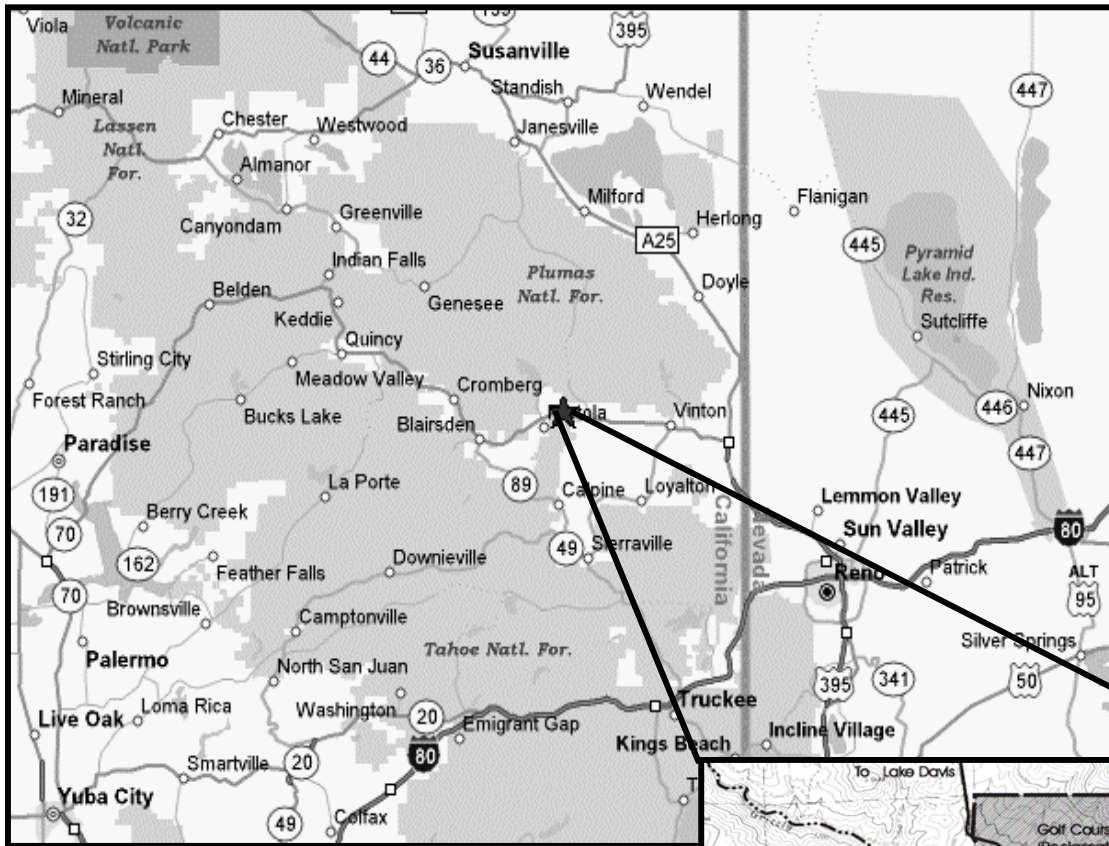 Viola
Volcanic
Natl. Park
395
44
36
Susanville
Standish
Wendel
447
Mineral
Chester
Westwood
Janesville
Lassen
Natl.
For.
Almanor
Milford
Flanigan
32
Canyondam
Greenville
Herlong
A25
445
Pyramid
Lake Ind.
Res.
Indian Falls
Plumas
Natl. For.
Belden
Genesee
Doyle
Keddie
Sutcliffe
Quincy
Stirling City
Meadow Valley
Cromberg
Nixon
Forest Ranch
Bucks Lake
Vinton
445
446
Blairsden
Paradise
447
89
191
La Porte
Calpine
Loyalton
Lemmon Valley
Berry Creek
California
Nevada
80
70
49
Sierraville
Sun Valley
162
Downieville
Feather Falls
Reno
Patrick
ALT
95
70
Brownsville
Camptonville
Silver Springs
Palermo
Tahoe Natl. For.
North San Juan
395
341
50
Live Oak
Loma Rica
Washington
20
Truckee
Emigrant Gap
Kings Beach
Incline Village
80
20
Smartville
To Lake Davis
Yuba City
49
Colfax
Golf Cours